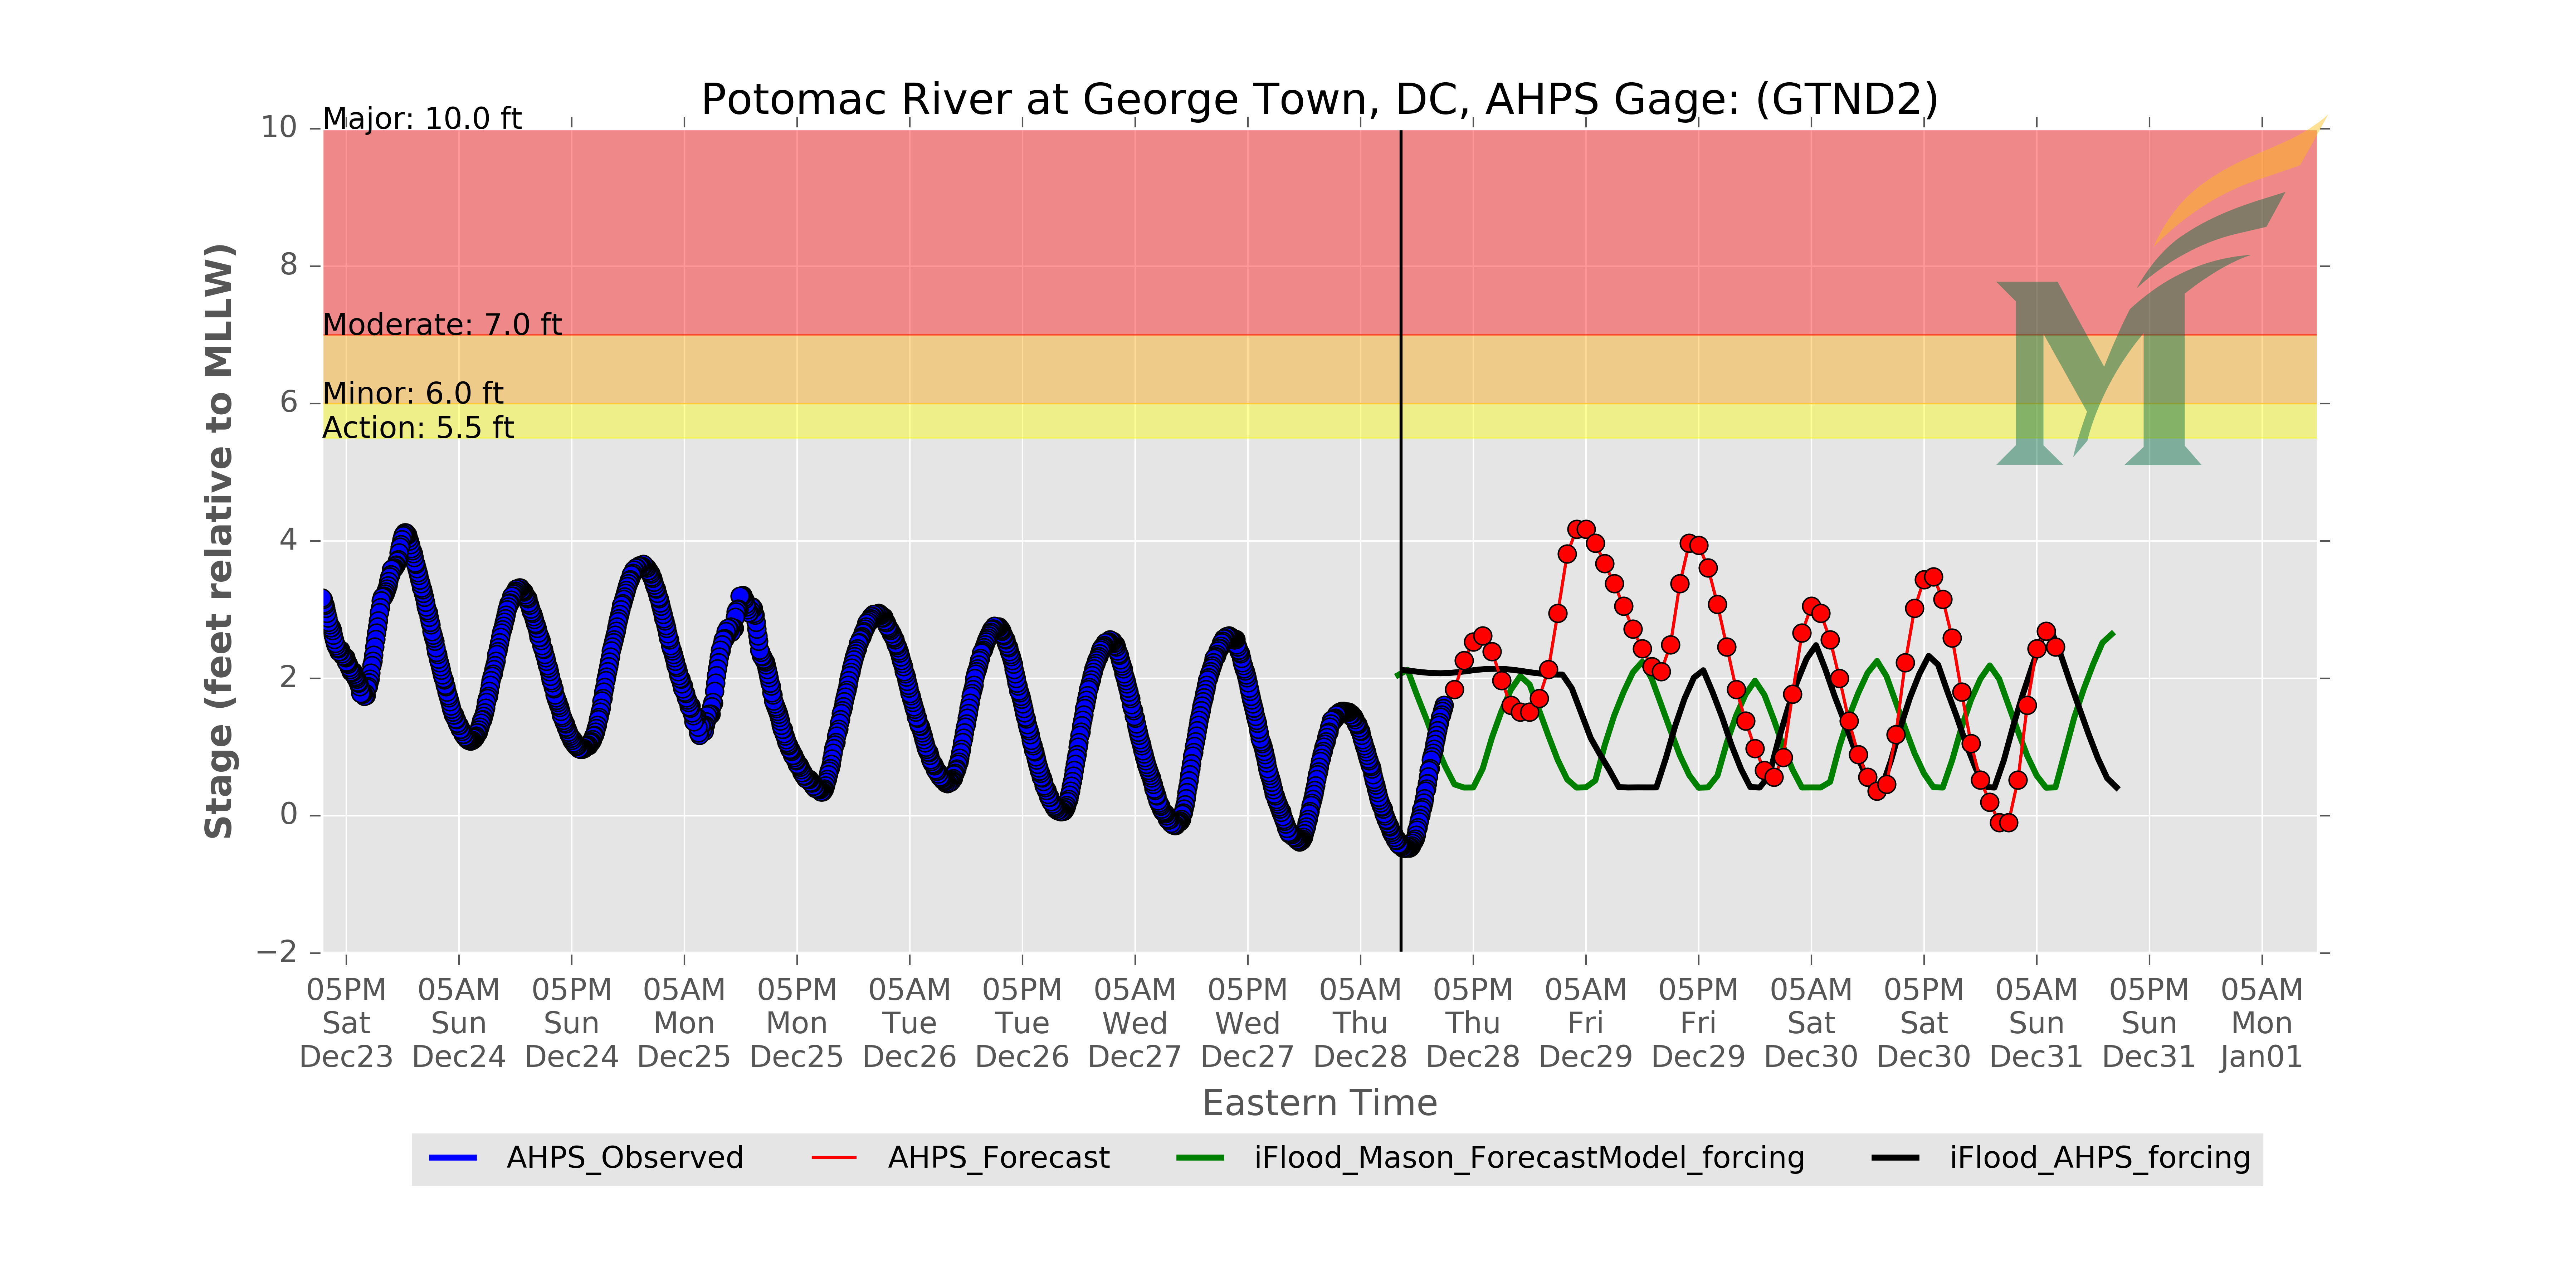 Potomac River at George Town, DC, AHPS Gage: (GTND2)
Major: 10.0 ft
Moderate: 7.0 ft
Minor: 6.0 ft
Action: 5.5 ft
Stage (feet relative to MLLW)
10
8
6
4
2
0
−2
05PM 05AM 05PM 05AM 05PM 05AM 05PM 05AM 05PM 05AM 05PM 05AM 05PM 05AM 05PM 05AM 05PM 05AM
Sat Sun Sun Mon Mon Tue Tue Wed Wed Thu Thu Fri Fri Sat Sat Sun Sun Mon
Dec23 Dec24 Dec24 Dec25 Dec25 Dec26 Dec26 Dec27 Dec27 Dec28 Dec28 Dec29 Dec29 Dec30 Dec30 Dec31 Dec31 Jan01
Eastern Time
AHPS_Observed AHPS_Forecast iFlood_Mason_ForecastModel_forcing iFlood_AHPS_forcing
M